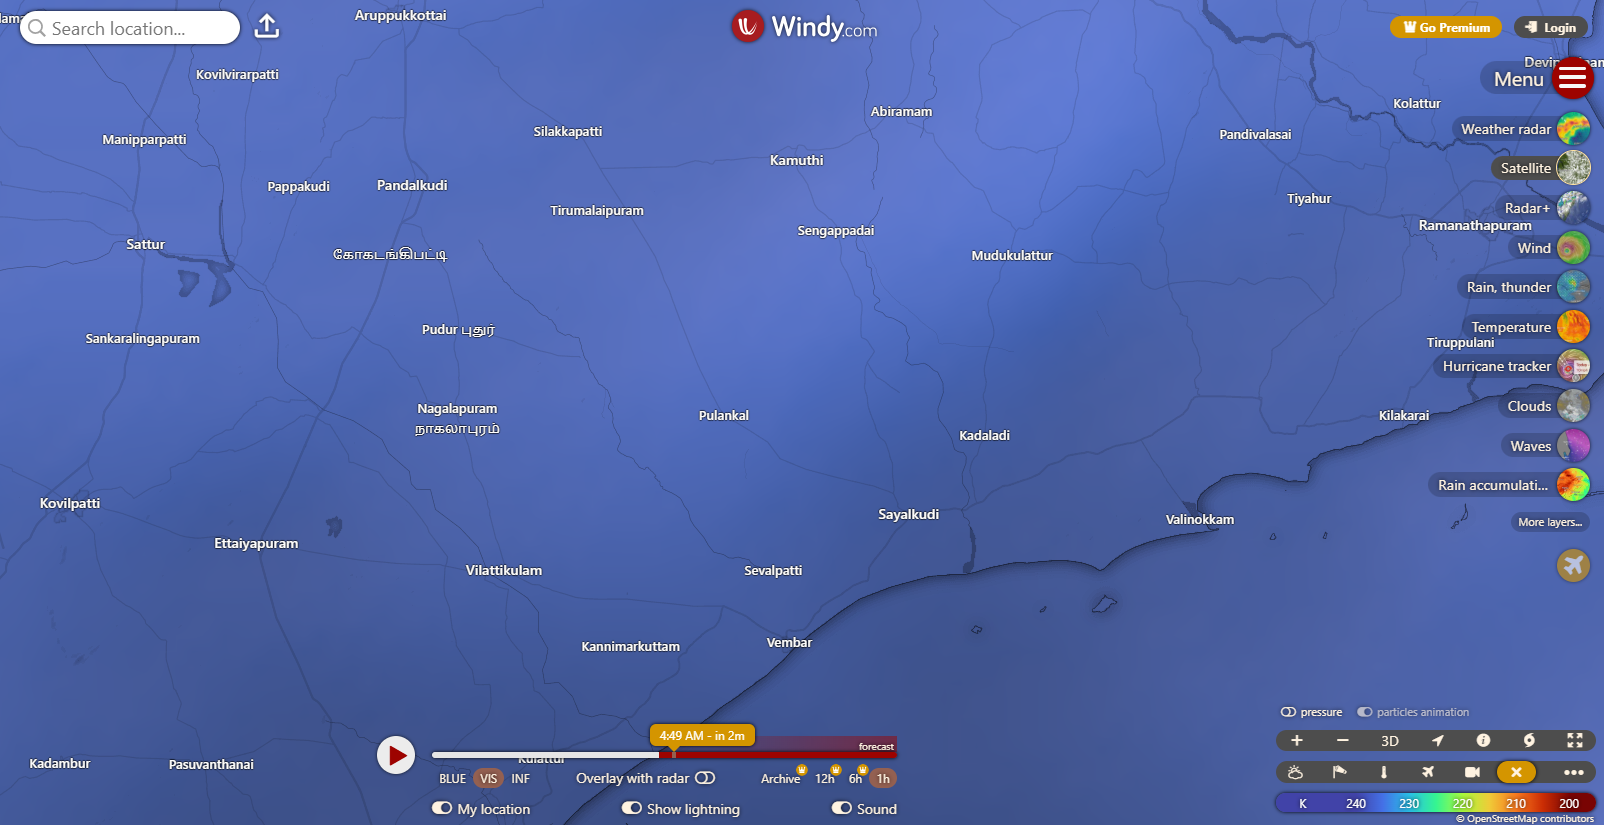 Search location...
Windy.com
Go Premium
Login
Menu
Weather radar
Satellite
Radar+
Wind
Rain, thunder
Temperature
Hurricane tracker
Clouds
Waves
Rain accumulati...
More layers...
Aruppukkottai
Kovilvirarpatti
Abiramam
Kolattur
Silakkapatti
Pandivalasai
Manipparpatti
Kamuthi
Pappakudi
Pandalkudi
Tiyahur
Tirumalaipuram
Sengappadai
Ramanathapuram
Sattur
கோகடங்கிபட்டி
Mudukulattur
Pudur புதுர்
Sankaralingapuram
Tiruppulani
Nagalapuram
நாகலாபுரம்
Pulankal
Kilakarai
Kadaladi
Kovilpatti
Sayalkudi
Valinokkam
Ettaiyapuram
Vilattikulam
Sevalpatti
Kannimarkuttam
Vembar
Kadambur
Pasuvanthanai
Kulattur
4:49 AM - in 2m
forecast
BLUE VIS INF
Overlay with radar
Archive 12h 6h 1h
My location
Show lightning
Sound
pressure
particles animation
3D
K 240 230 220 210 200
© OpenStreetMap contributors